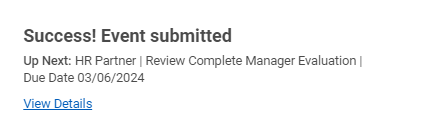 Success! Event submitted
Up Next: HR Partner | Review Complete Manager Evaluation |
Due Date 03/06/2024
View Details